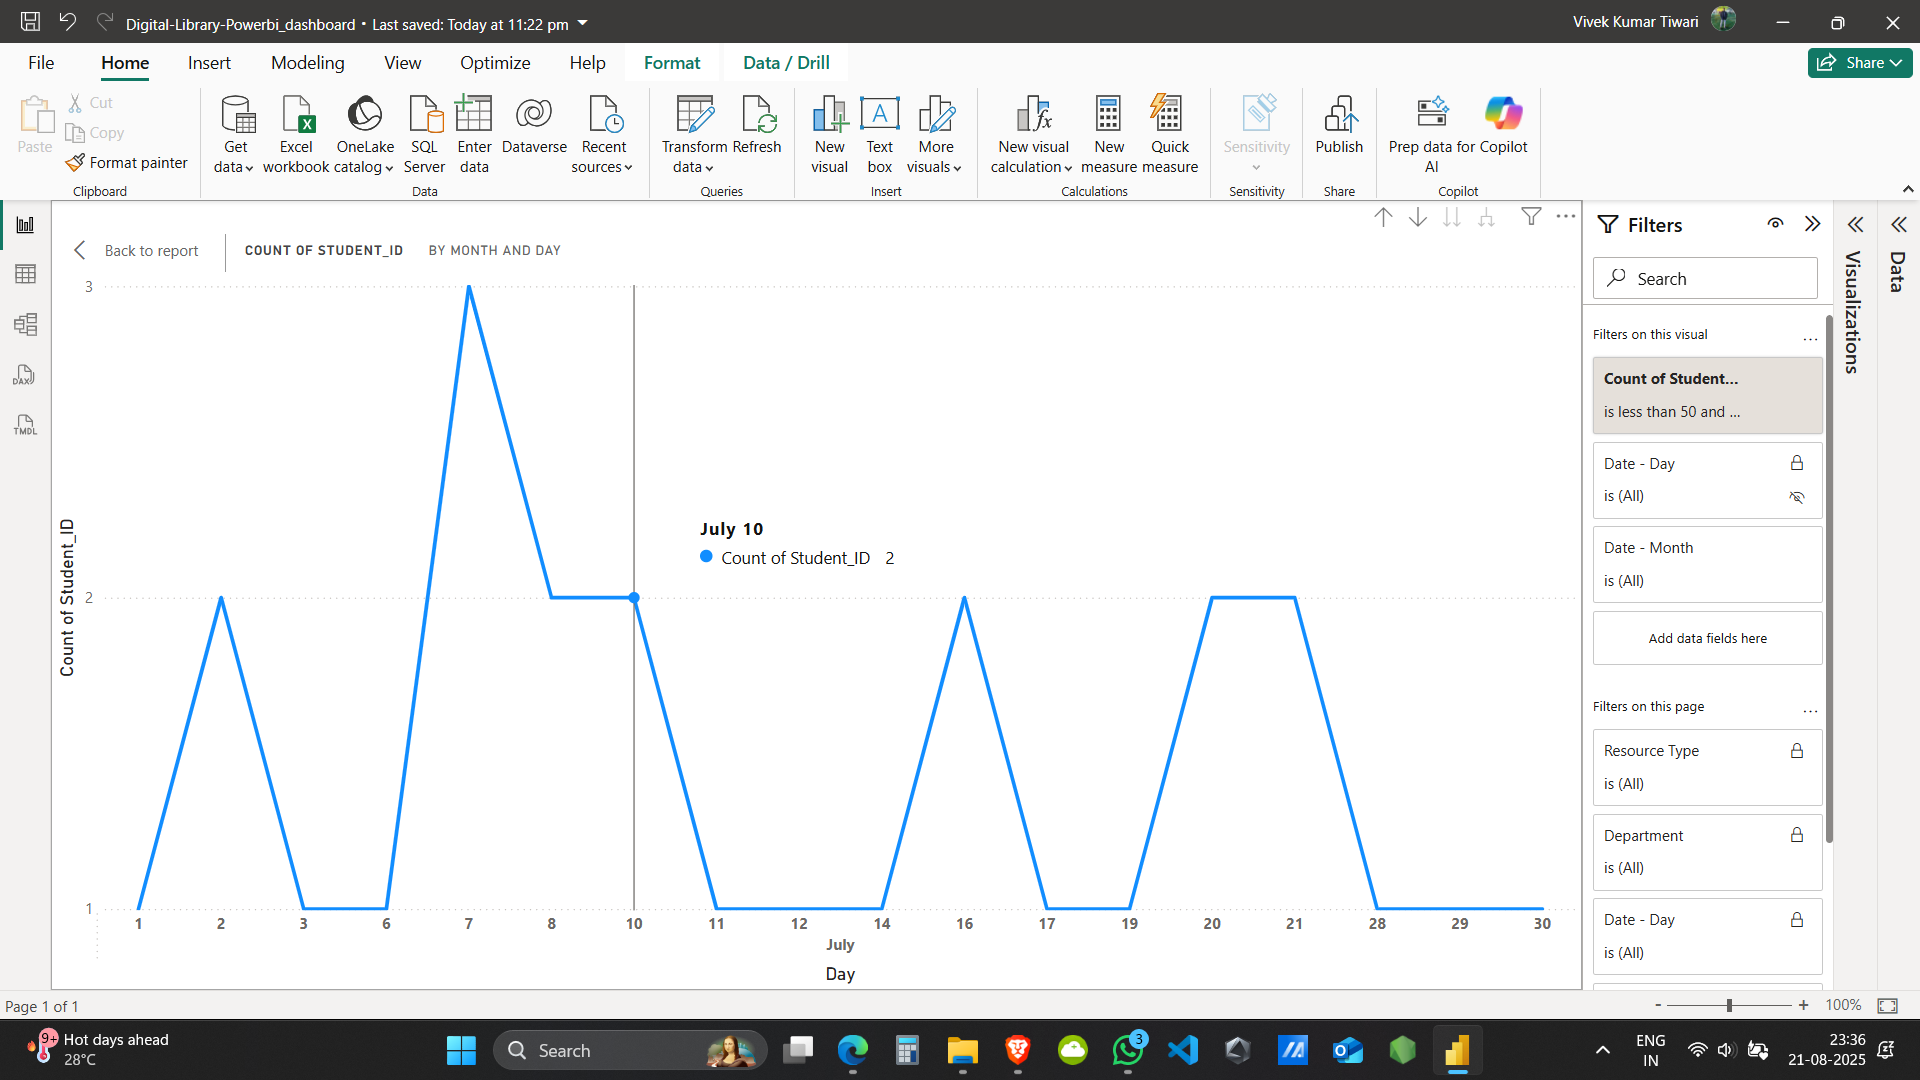 Digital-Library-Powerbi_dashboard • Last saved: Today at 11:22 pm
Vivek Kumar Tiwari
File
Home
Insert
Modeling
View
Optimize
Help
Format
Data / Drill
Share
Paste
Cut
Copy
Format painter
Clipboard
Get data
Excel workbook
OneLake catalog
SQL Server
Enter data
Dataverse
Recent sources
Data
Transform data
Refresh
Queries
New visual
Text box
More visuals
Insert
New visual calculation
New measure
Quick measure
Calculations
Sensitivity
Sensitivity
Publish
Share
Prep data for AI
Copilot
Copilot
DAX
TMDL
Back to report
COUNT OF STUDENT_ID
BY MONTH AND DAY
Count of Student_ID
3
2
1
July 10
Count of Student_ID 2
1 2 3 6 7 8 10 11 12 14 16 17 19 20 21 28 29 30
July
Day
Filters
Search
Filters on this visual
...
Count of Student...
is less than 50 and ...
Date - Day
is (All)
Date - Month
is (All)
Add data fields here
Filters on this page
...
Resource Type
is (All)
Department
is (All)
Date - Day
is (All)
Visualizations
Data
Page 1 of 1
- + 100%
9+
Hot days ahead
28°C
Search
3
ENG
IN
23:36
21-08-2025